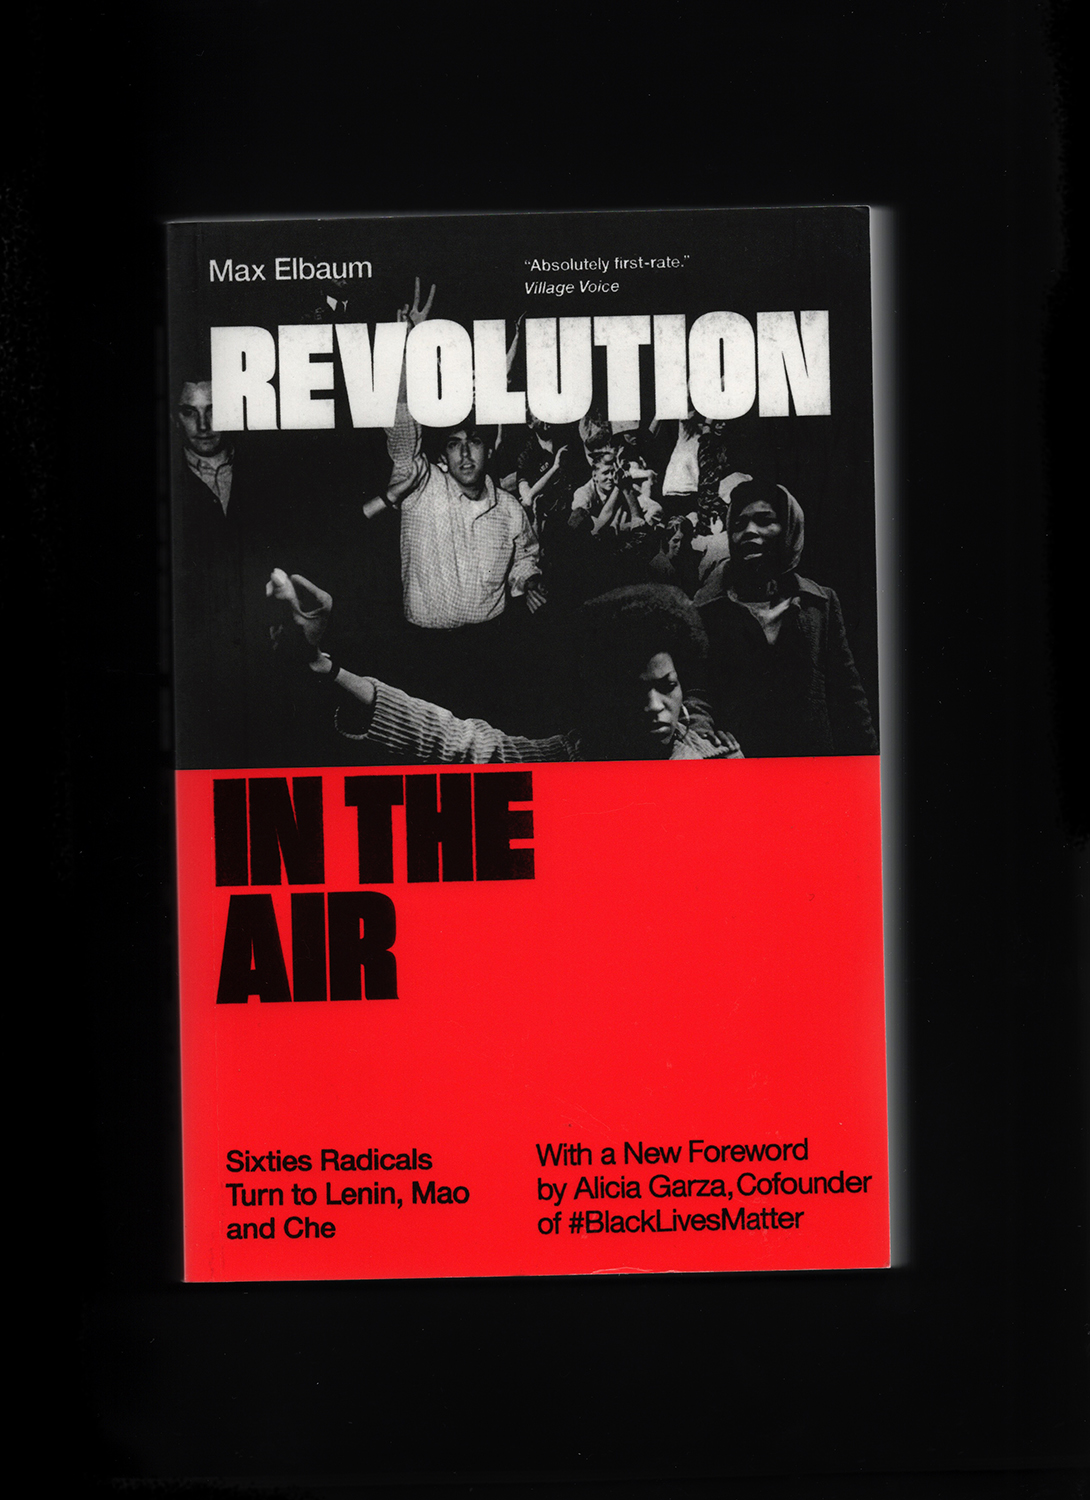 Max Elbaum
“Absolutely first-rate.”
Village Voice
REVOLUTION
IN THE
AIR
Sixties Radicals
Turn to Lenin, Mao
and Che
With a New Foreword
by Alicia Garza, Cofounder
of #BlackLivesMatter